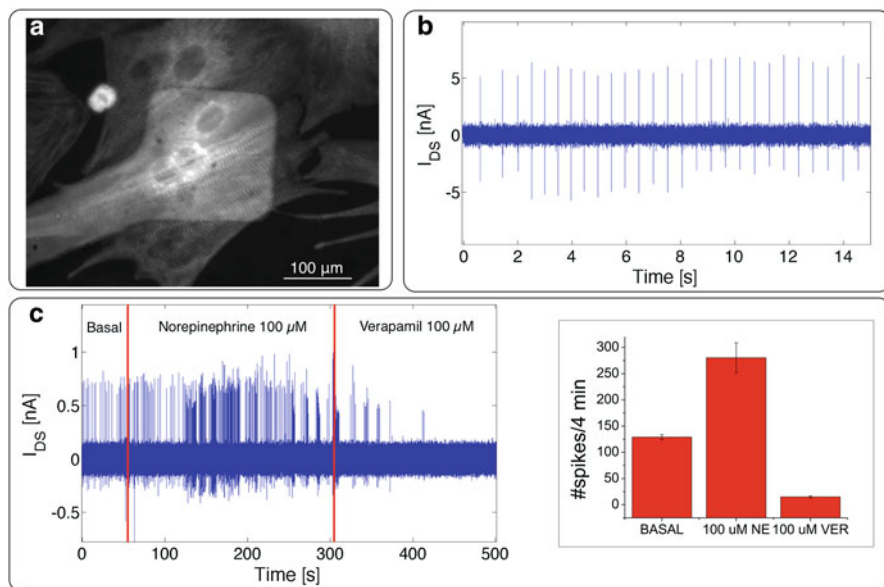 a
100 µm
b
I_DS [nA]
5
0
-5
0 2 4 6 8 10 12 14
Time [s]
c
Basal
Norepinephrine 100 µM
Verapamil 100 µM
I_DS [nA]
1
0.5
0
-0.5
0 100 200 300 400 500
Time [s]
#spikes/4 min
300
250
200
150
100
50
0
BASAL 100 uM NE 100 uM VER